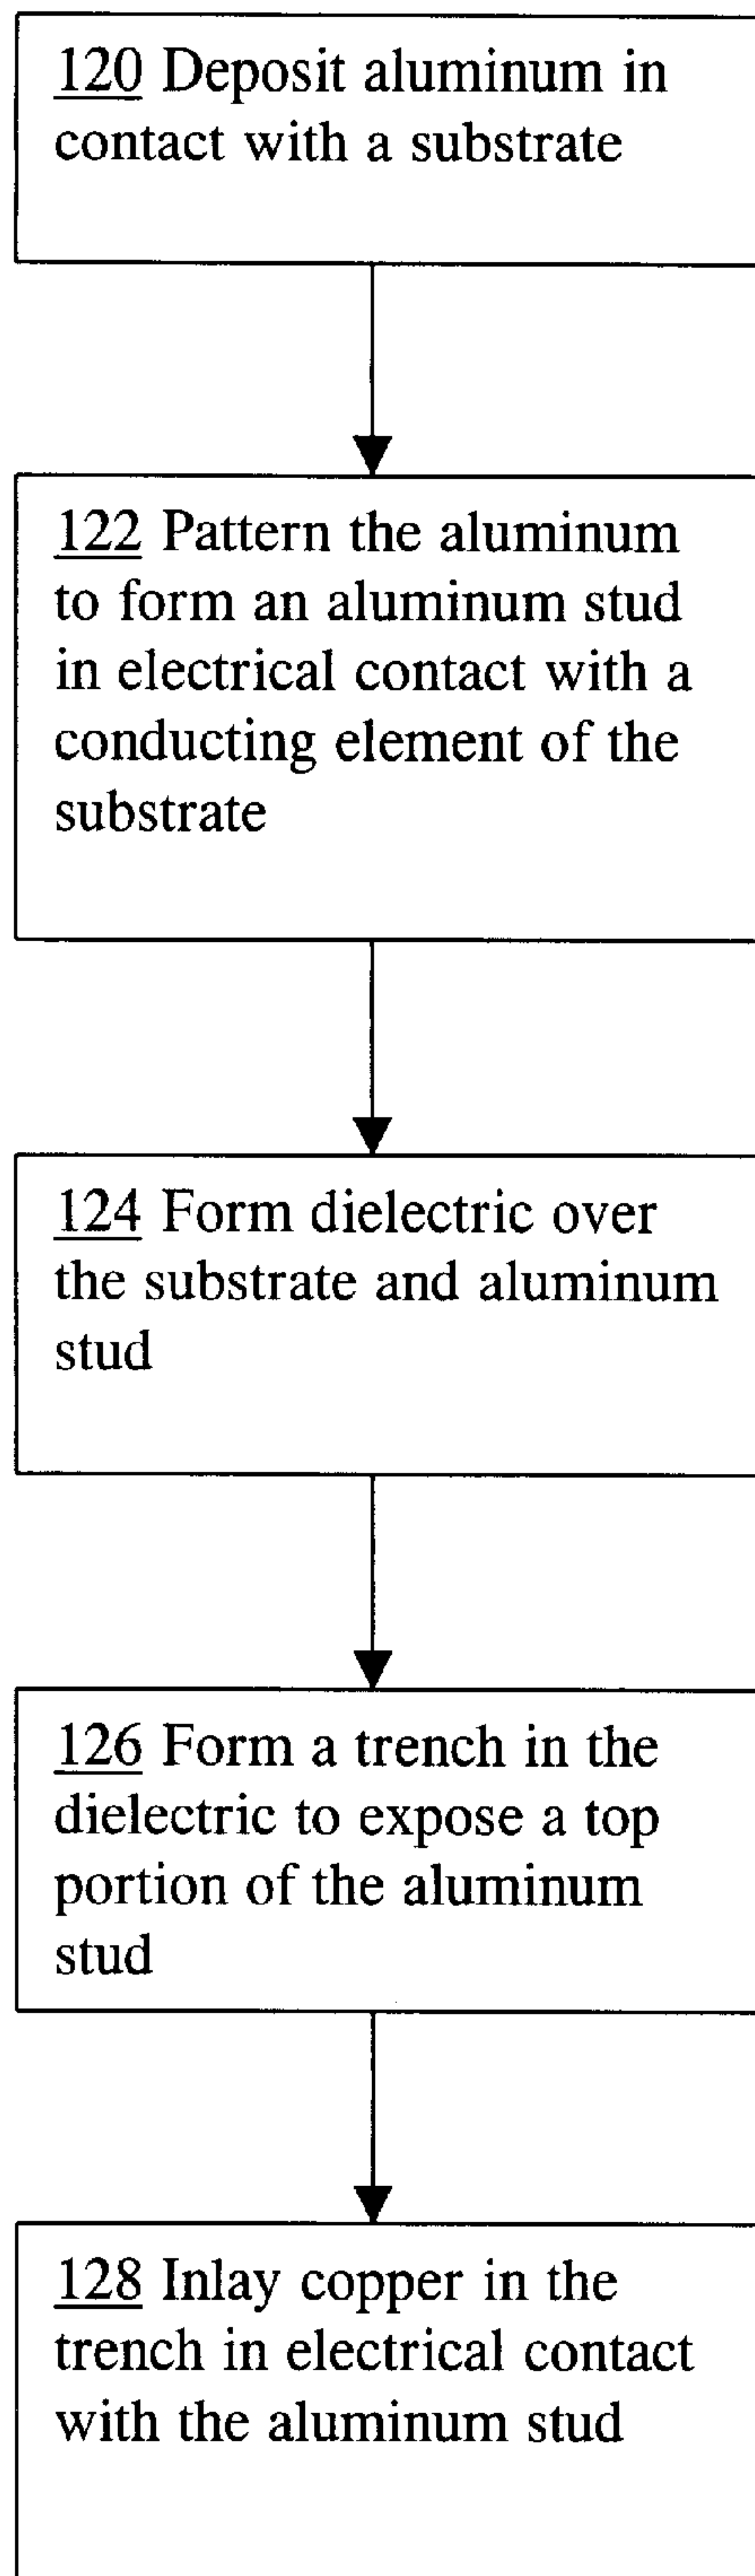 120 Deposit aluminum in
contact with a substrate
122 Pattern the aluminum
to form an aluminum stud
in electrical contact with a
conducting element of the
substrate
124 Form dielectric over
the substrate and aluminum
stud
126 Form a trench in the
dielectric to expose a top
portion of the aluminum
stud
128 Inlay copper in the
trench in electrical contact
with the aluminum stud